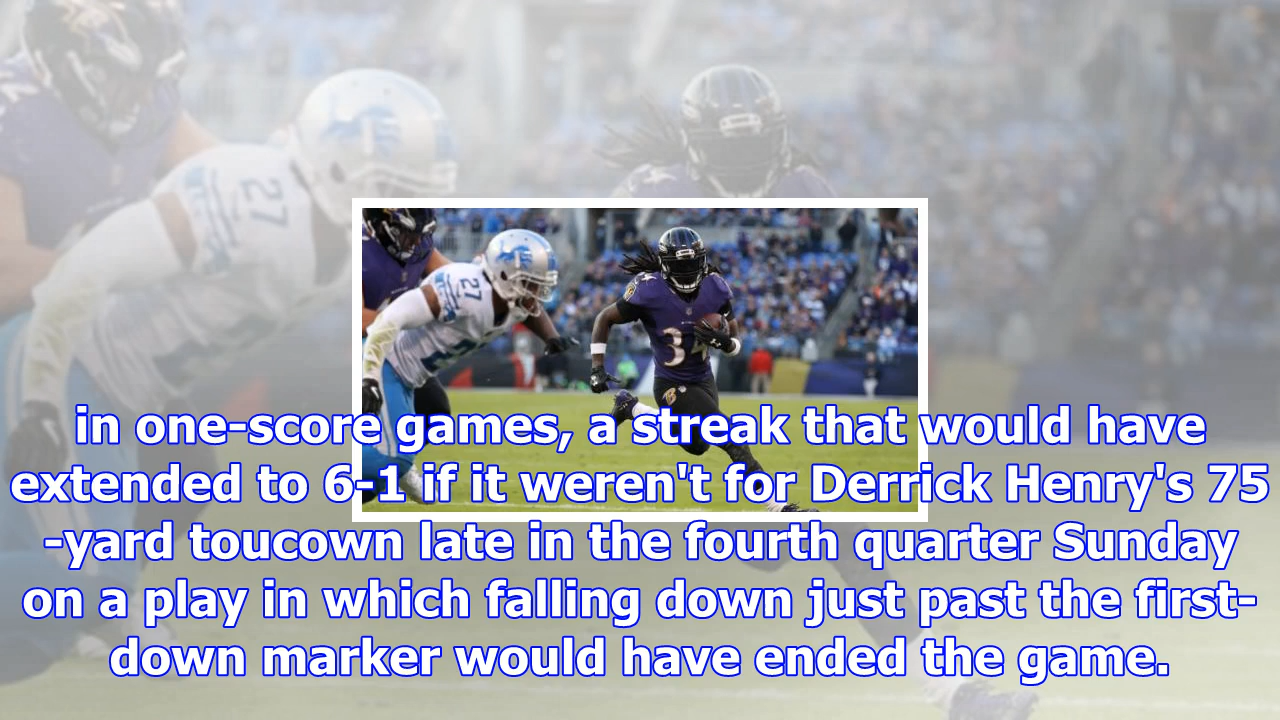 27
34
in one-score games, a streak that would have
extended to 6-1 if it weren't for Derrick Henry's 75
-yard toucown late in the fourth quarter Sunday
on a play in which falling down just past the first-
down marker would have ended the game.